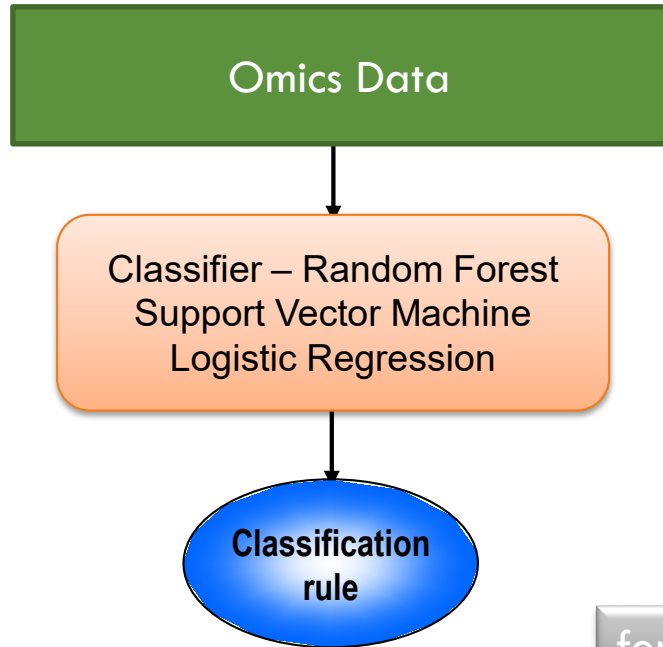 Omics Data
Classifier – Random Forest
Support Vector Machine
Logistic Regression
Classification
rule